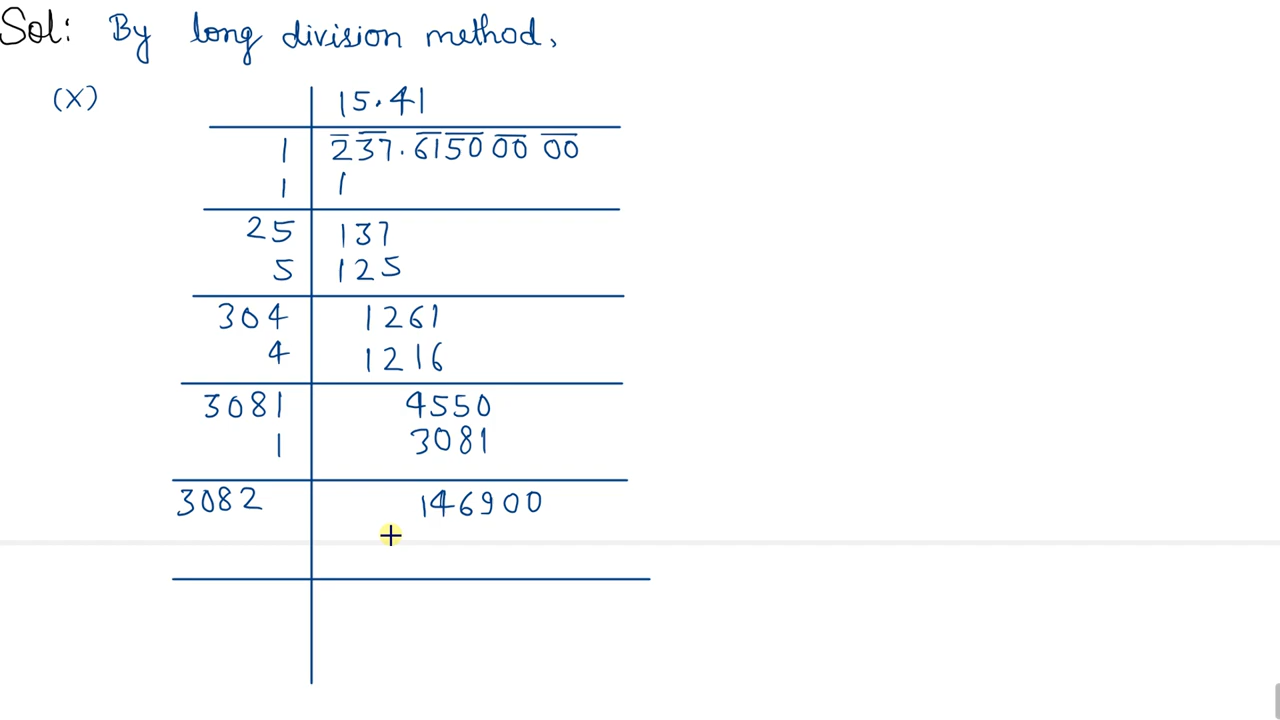 Sol: By long division method,
(X) 15.41
1 237.6150 00 00
1 1
25 137
5 125
304 1261
4 1216
3081 4550
1 3081
3082 146900